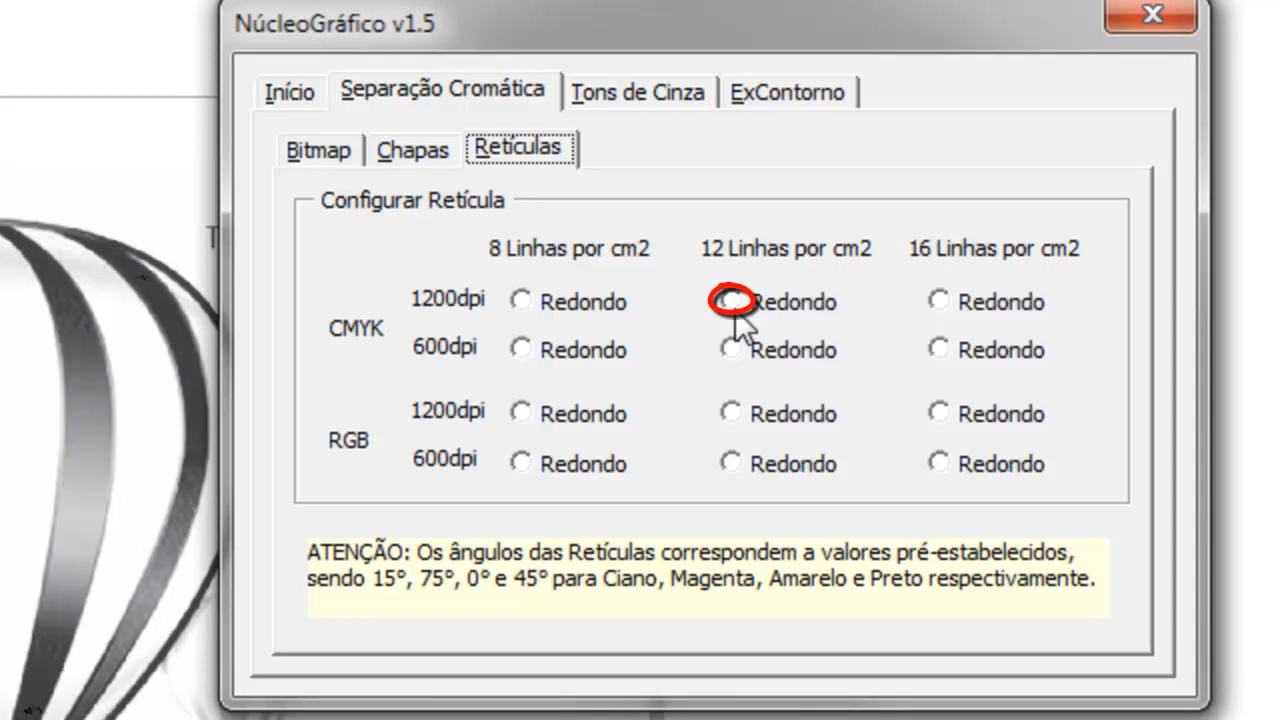 NúcleoGráfico v1.5
Início Separação Cromática Tons de Cinza ExContorno
Bitmap Chapas Retículas
Configurar Retícula
8 Linhas por cm2 12 Linhas por cm2 16 Linhas por cm2
CMYK
1200dpi Redondo Redondo Redondo
600dpi Redondo Redondo Redondo
RGB
1200dpi Redondo Redondo Redondo
600dpi Redondo Redondo Redondo
ATENÇÃO: Os ângulos das Retículas correspondem a valores pré-estabelecidos,
sendo 15°, 75°, 0° e 45° para Ciano, Magenta, Amarelo e Preto respectivamente.